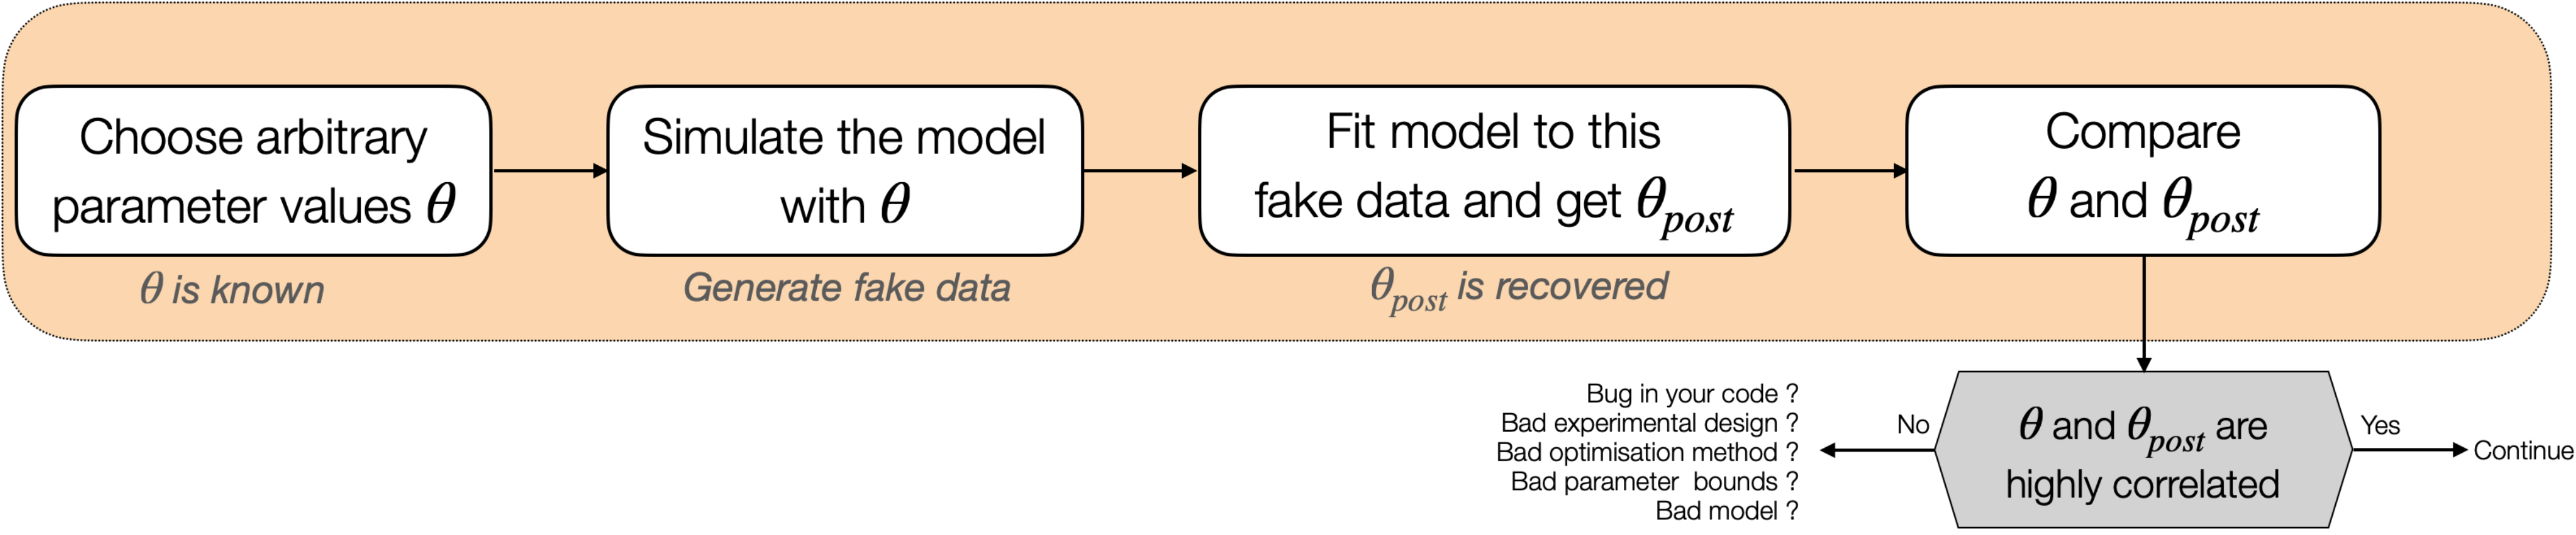 Choose arbitrary
parameter values θ
θ is known
Simulate the model
with θ
Generate fake data
Fit model to this
fake data and get θpost
θpost is recovered
Compare
θ and θpost
θ and θpost are
highly correlated
No
Bug in your code ?
Bad experimental design ?
Bad optimisation method ?
Bad parameter bounds ?
Bad model ?
Yes
Continue